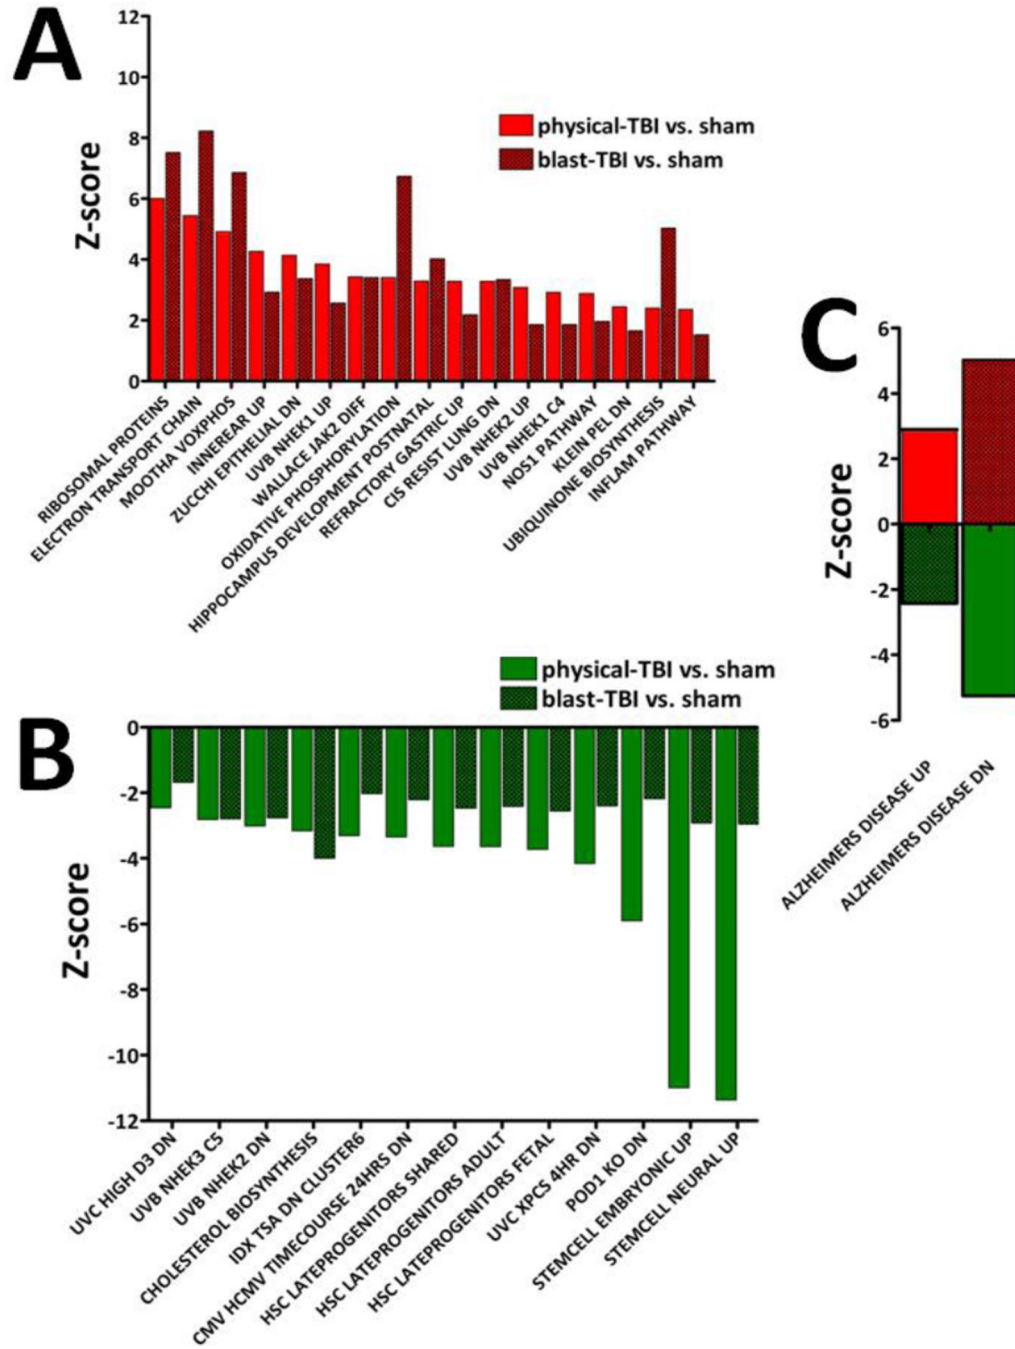 A
12
10
8
6
4
2
0
Z-score
physical-TBI vs. sham
blast-TBI vs. sham
RIBOSOMAL PROTEINS
ELECTRON TRANSPORT CHAIN
MOOTHA VOXPHOS
INNEREAR UP
ZUCCHI EPITHELIAL DN
UVB NHEK1 UP
WALLACE JAK2 DIFF
OXIDATIVE PHOSPHORYLATION
HIPPOCAMPUS DEVELOPMENT POSTNATAL
REFRACTORY GASTRIC UP
CIS RESIST LUNG DN
UVB NHEK2 UP
UVB NHEK1 C4
NOS1 PATHWAY
KLEIN PEL DN
UBIQUINONE BIOSYNTHESIS
INFLAM PATHWAY
C
6
4
2
0
-2
-4
-6
Z-score
ALZHEIMERS DISEASE UP
ALZHEIMERS DISEASE DN
B
physical-TBI vs. sham
blast-TBI vs. sham
0
-2
-4
-6
-8
-10
-12
Z-score
UVC HIGH D3 DN
UVB NHEK3 C5
UVB NHEK2 DN
CHOLESTEROL BIOSYNTHESIS
IDX TSA DN CLUSTER6
CMV HCMV TIMECOURSE 24HRS DN
HSC LATEPROGENITORS SHARED
HSC LATEPROGENITORS ADULT
HSC LATEPROGENITORS FETAL
UVC XPCS 4HR DN
POD1 KO DN
STEMCELL EMBRYONIC UP
STEMCELL NEURAL UP